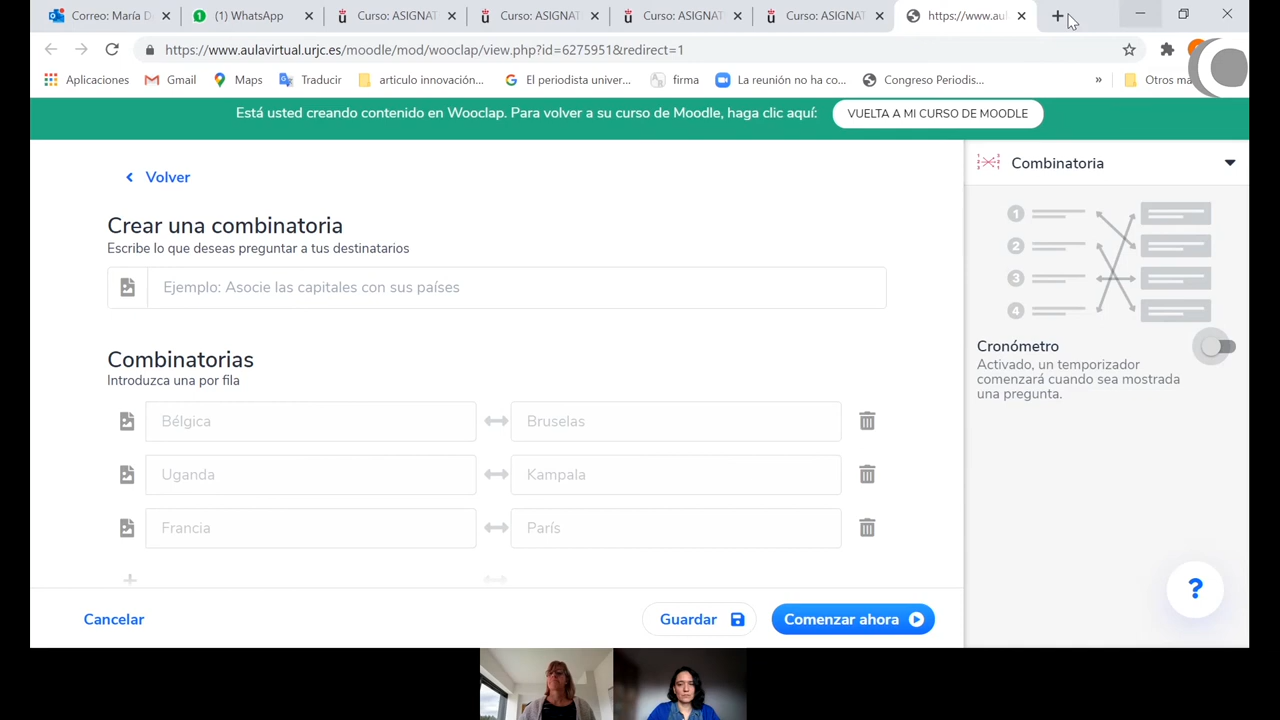 Correo: María D
(1) WhatsApp
Curso: ASIGNAT
Curso: ASIGNAT
Curso: ASIGNAT
Curso: ASIGNAT
https://www.aul
https://www.aulavirtual.urjc.es/moodle/mod/wooclap/view.php?id=6275951&redirect=1
Aplicaciones
Gmail
Maps
Traducir
articulo innovación...
El periodista univer...
firma
La reunión no ha co...
Congreso Periodis...
»
Otros ma
Está usted creando contenido en Wooclap. Para volver a su curso de Moodle, haga clic aquí:
VUELTA A MI CURSO DE MOODLE
Volver
Crear una combinatoria
Escribe lo que deseas preguntar a tus destinatarios
Ejemplo: Asocie las capitales con sus países
Combinatorias
Introduzca una por fila
Bélgica
Bruselas
Uganda
Kampala
Francia
París
Cancelar
Guardar
Comenzar ahora
Combinatoria
1
2
3
4
Cronómetro
Activado, un temporizador
comenzará cuando sea mostrada
una pregunta.
?